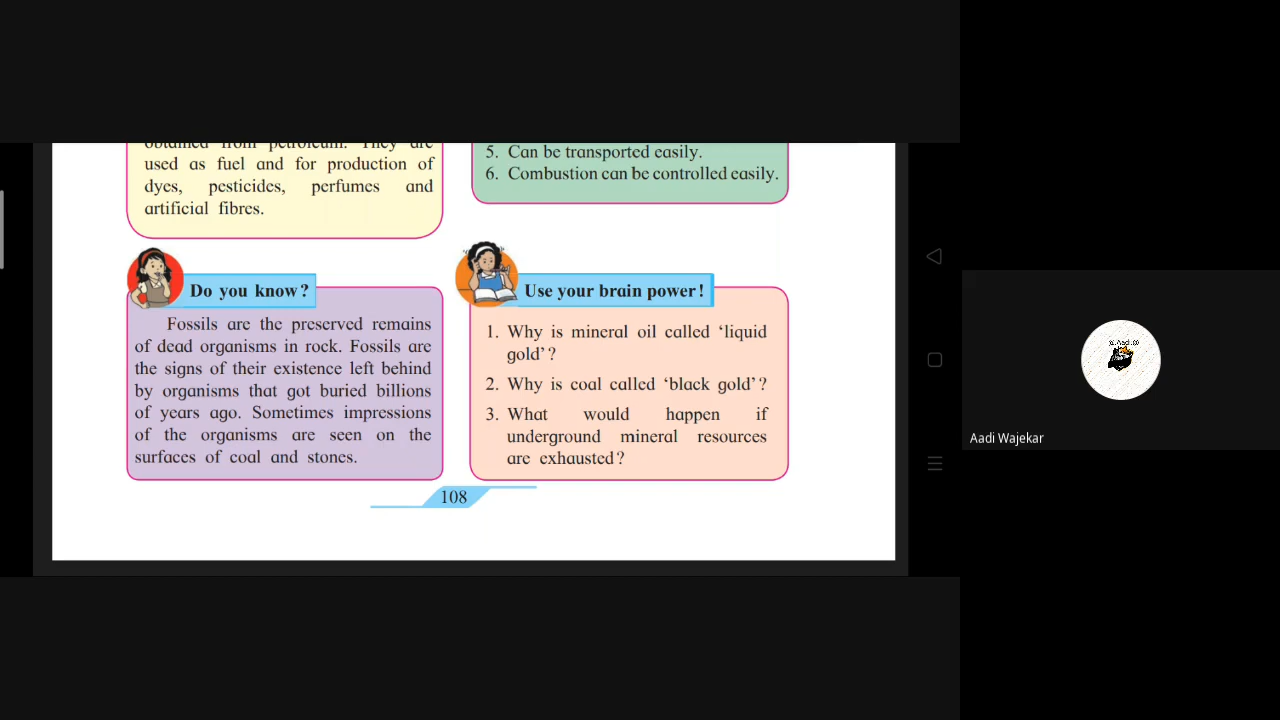 obtained from petroleum. They are
used as fuel and for production of
dyes, pesticides, perfumes and
artificial fibres.
5. Can be transported easily.
6. Combustion can be controlled easily.
Do you know?
Fossils are the preserved remains
of dead organisms in rock. Fossils are
the signs of their existence left behind
by organisms that got buried billions
of years ago. Sometimes impressions
of the organisms are seen on the
surfaces of coal and stones.
Use your brain power!
1. Why is mineral oil called ‘liquid
gold’?
2. Why is coal called ‘black gold’?
3. What would happen if
underground mineral resources
are exhausted?
108
Aadi Wajekar